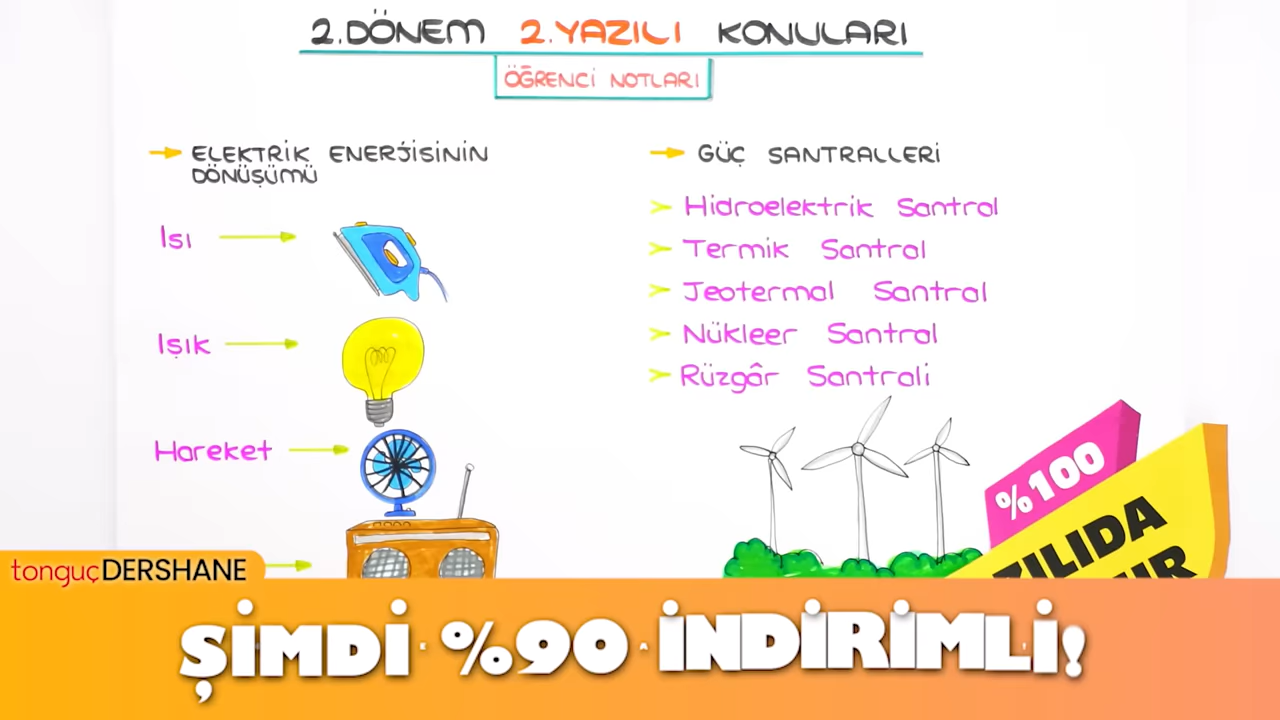 2.DÖNEM 2.YAZILI KONULARI
ÖĞRENCİ NOTLARI
ELEKTRİK ENERJİSİNİN
DÖNÜŞÜMÜ
Isı
Işık
Hareket
GÜÇ SANTRALLERİ
Hidroelektrik Santral
Termik Santral
Jeotermal Santral
Nükleer Santral
Rüzgâr Santrali
%100
tonguçDERSHANE
ŞİMDİ %90 İNDİRİMLİ!